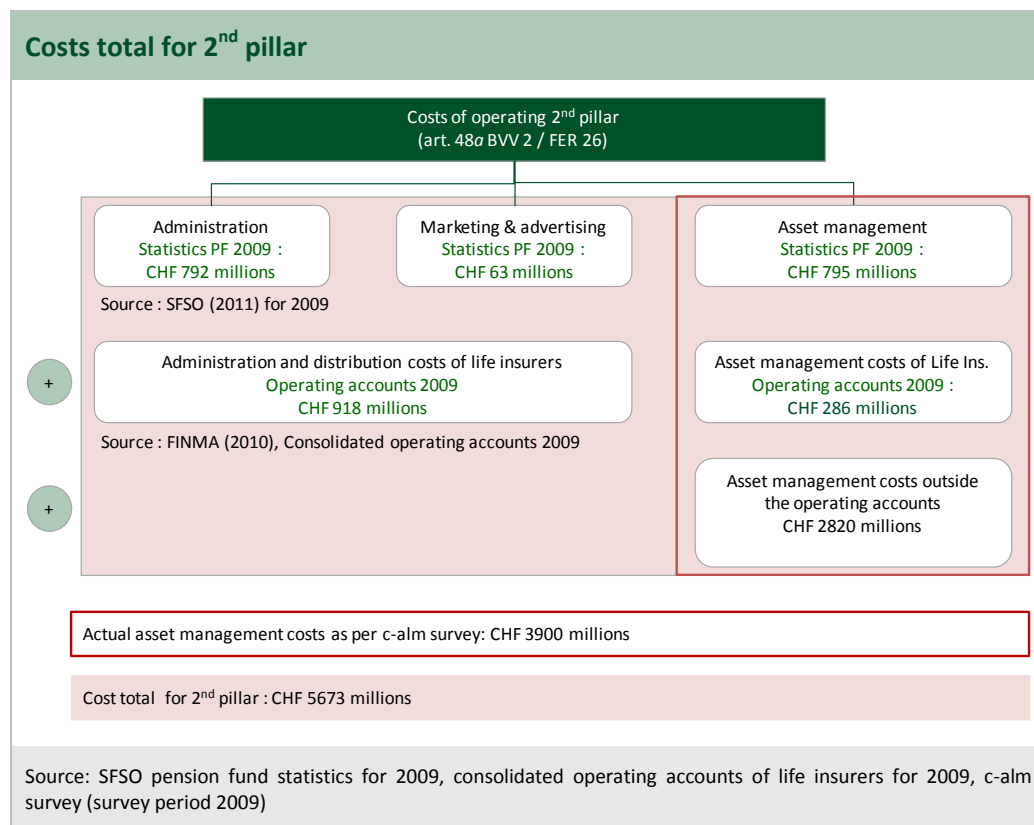 Costs total for 2nd pillar
Costs of operating 2nd pillar
(art. 48a BVV 2 / FER 26)
Administration
Statistics PF 2009 :
CHF 792 millions
Marketing & advertising
Statistics PF 2009 :
CHF 63 millions
Asset management
Statistics PF 2009 :
CHF 795 millions
Source : SFSO (2011) for 2009
+
Administration and distribution costs of life insurers
Operating accounts 2009
CHF 918 millions
Asset management costs of Life Ins.
Operating accounts 2009 :
CHF 286 millions
Source : FINMA (2010), Consolidated operating accounts 2009
+
Asset management costs outside
the operating accounts
CHF 2820 millions
Actual asset management costs as per c-alm survey: CHF 3900 millions
Cost total for 2nd pillar : CHF 5673 millions
Source: SFSO pension fund statistics for 2009, consolidated operating accounts of life insurers for 2009, c-alm
survey (survey period 2009)